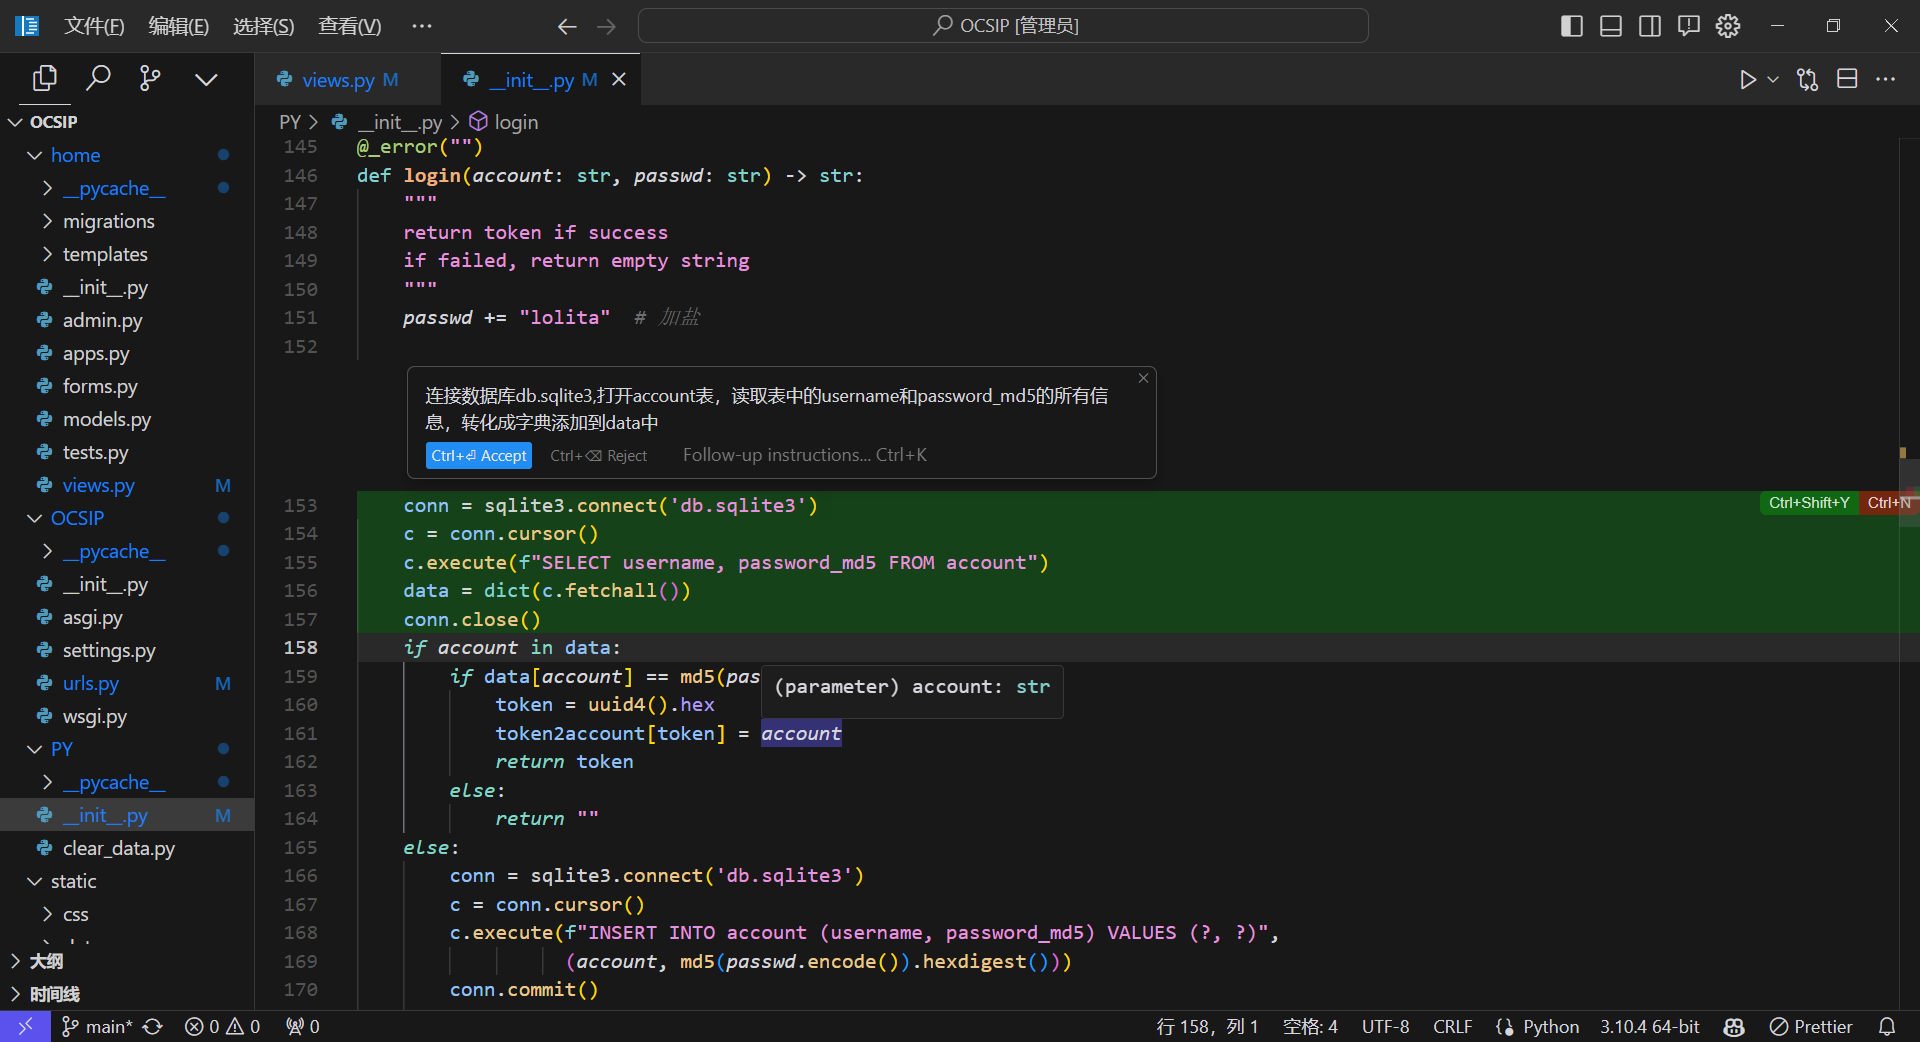 文件(F) 编辑(E) 选择(S) 查看(V) ··· OCSIP [管理员]
views.py M __init__.py M
OCSIP
home
__pycache__
migrations
templates
__init__.py
admin.py
apps.py
forms.py
models.py
tests.py
views.py M
OCSIP
__pycache__
__init__.py
asgi.py
settings.py
urls.py M
wsgi.py
PY
__pycache__
__init__.py M
clear_data.py
static
css
大纲
时间线
PY > __init__.py > login
145 @_error("")
146 def login(account: str, passwd: str) -> str:
147 """
148 return token if success
149 if failed, return empty string
150 """
151 passwd += "lolita" # 加盐
152
连接数据库db.sqlite3,打开account表，读取表中的username和password_md5的所有信
息，转化成字典添加到data中
Ctrl+⏎ Accept Ctrl+⌫ Reject Follow-up instructions... Ctrl+K
153 conn = sqlite3.connect('db.sqlite3') Ctrl+Shift+Y Ctrl+N
154 c = conn.cursor()
155 c.execute(f"SELECT username, password_md5 FROM account")
156 data = dict(c.fetchall())
157 conn.close()
158 if account in data:
159 if data[account] == md5(pas
(parameter) account: str
160 token = uuid4().hex
161 token2account[token] = account
162 return token
163 else:
164 return ""
165 else:
166 conn = sqlite3.connect('db.sqlite3')
167 c = conn.cursor()
168 c.execute(f"INSERT INTO account (username, password_md5) VALUES (?, ?)",
169 (account, md5(passwd.encode()).hexdigest()))
170 conn.commit()
main* 0 0 0 行 158，列 1 空格: 4 UTF-8 CRLF Python 3.10.4 64-bit Prettier